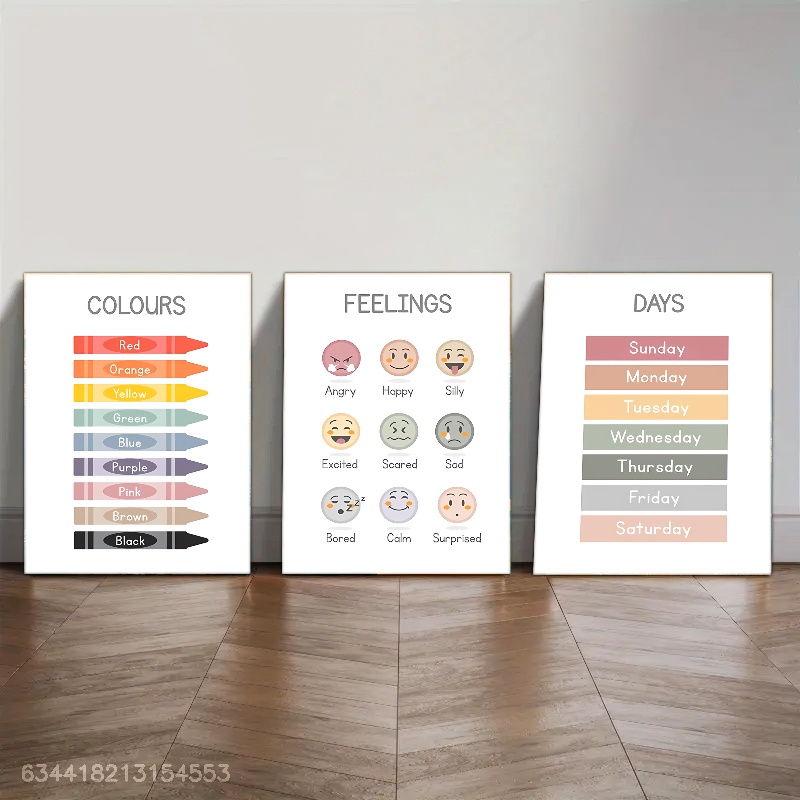 COLOURS
Red
Orange
Yellow
Green
Blue
Purple
Pink
Brown
Black
FEELINGS
Angry Happy Silly
Excited Scared Sad
z z z
Bored Calm Surprised
DAYS
Sunday
Monday
Tuesday
Wednesday
Thursday
Friday
Saturday
634418213154553